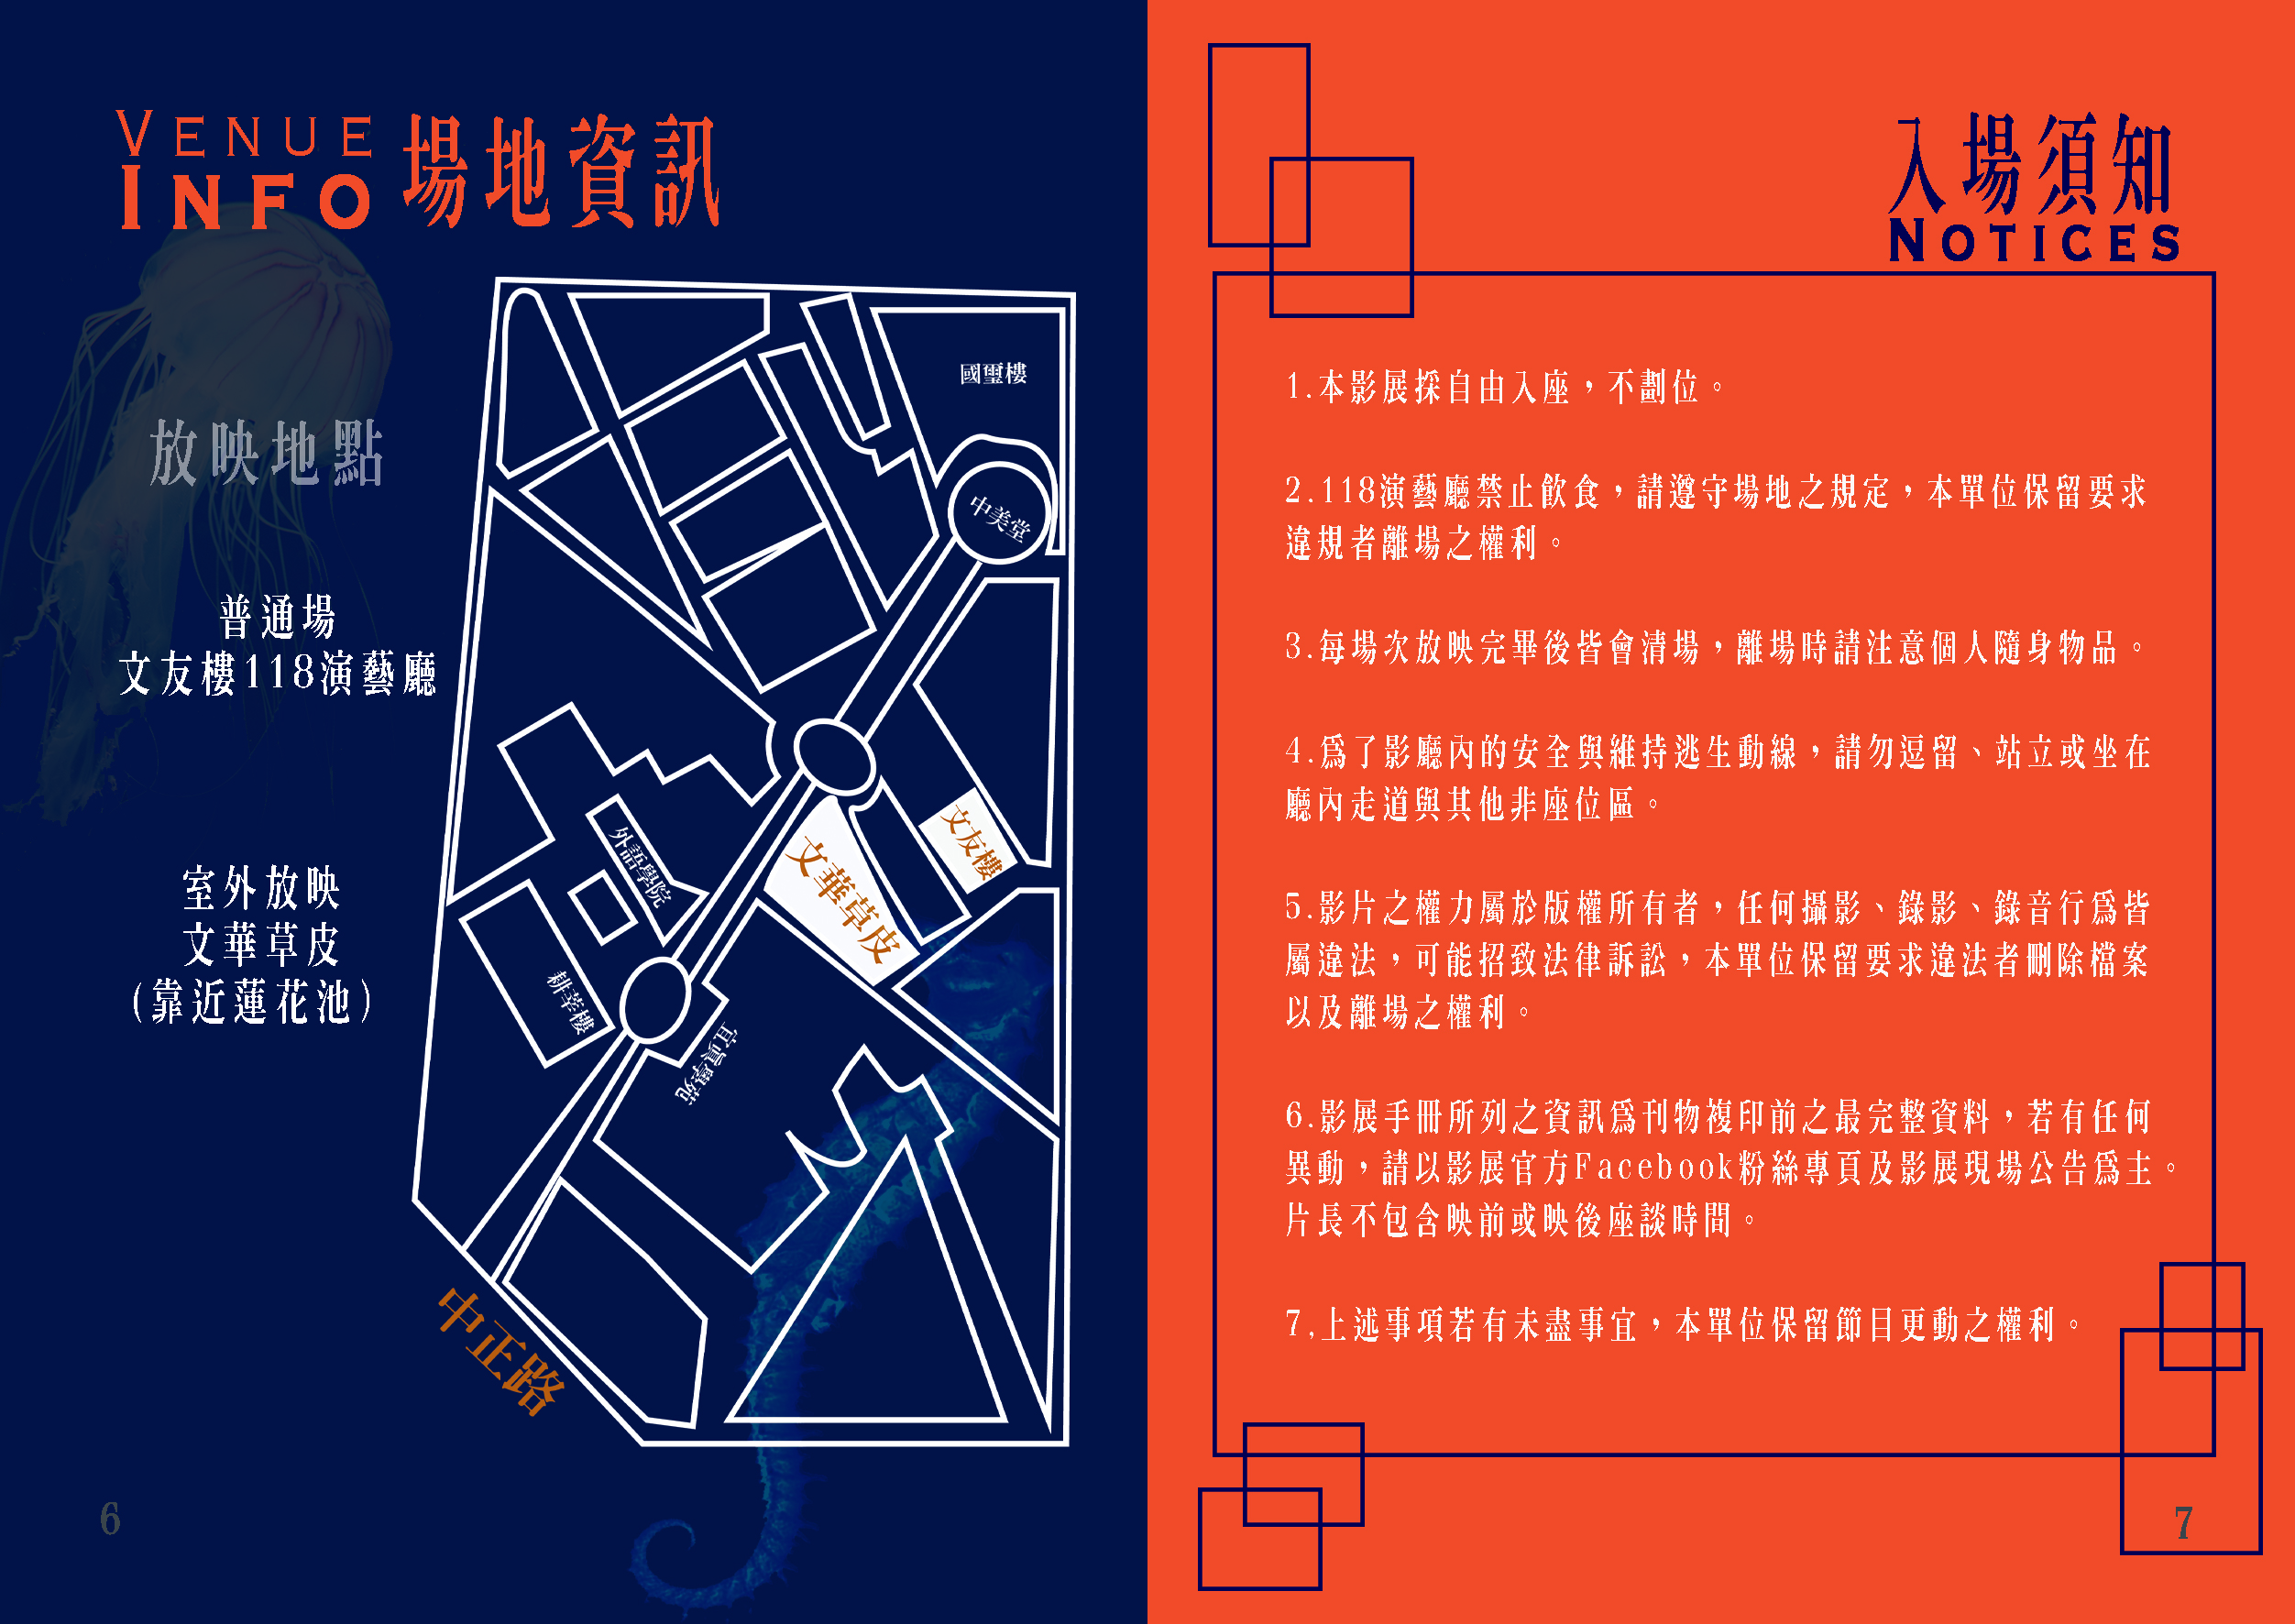 VENUE
INFO
場地資訊
放映地點
普通場
文友樓118演藝廳
室外放映
文華草皮
(靠近蓮花池)
國璽樓
中美堂
文友樓
文華草皮
外語學院
耕莘樓
宜真學苑
中正路
6
入場須知
NOTICES
1.本影展採自由入座，不劃位。
2.118演藝廳禁止飲食，請遵守場地之規定，本單位保留要求
違規者離場之權利。
3.每場次放映完畢後皆會清場，離場時請注意個人隨身物品。
4.爲了影廳內的安全與維持逃生動線，請勿逗留、站立或坐在
廳內走道與其他非座位區。
5.影片之權力屬於版權所有者，任何攝影、錄影、錄音行爲皆
屬違法，可能招致法律訴訟，本單位保留要求違法者刪除檔案
以及離場之權利。
6.影展手冊所列之資訊爲刊物複印前之最完整資料，若有任何
異動，請以影展官方Facebook粉絲專頁及影展現場公告爲主。
片長不包含映前或映後座談時間。
7,上述事項若有未盡事宜，本單位保留節目更動之權利。
7